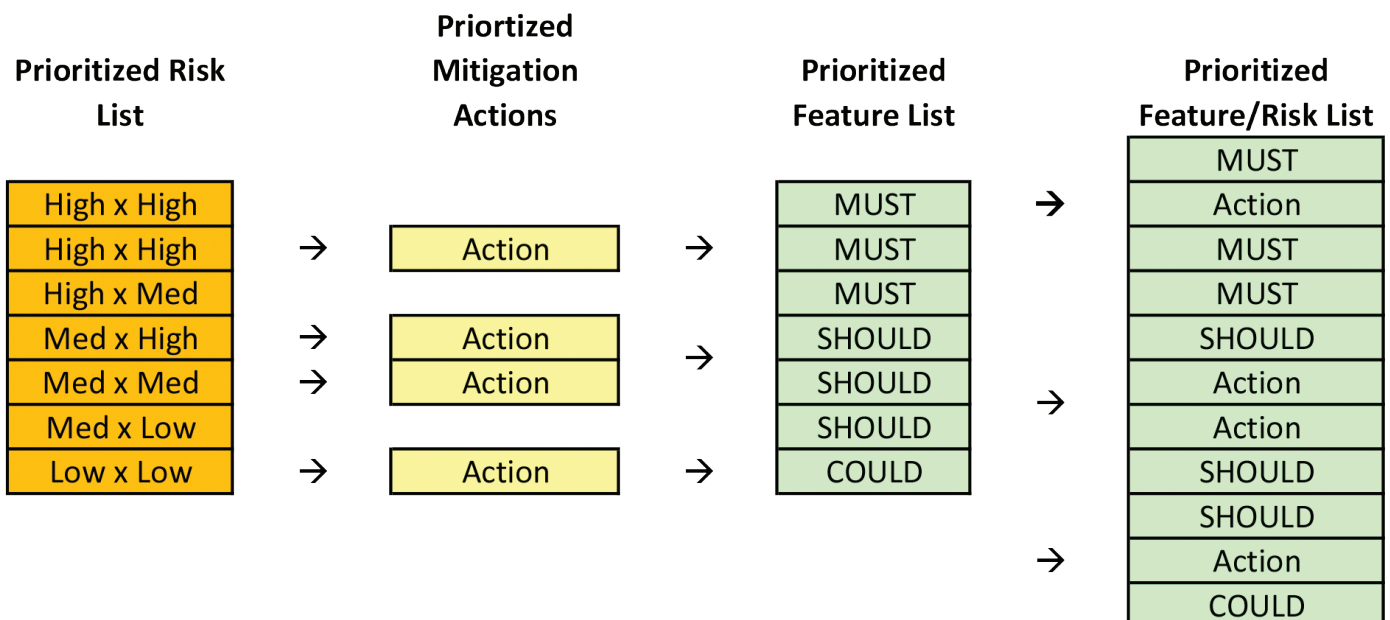 Prioritized Risk
List
High x High
High x High
High x Med
Med x High
Med x Med
Med x Low
Low x Low
→
→
→
→
Priortized
Mitigation
Actions
Action
Action
Action
Action
→
→
→
Prioritized
Feature List
MUST
MUST
MUST
SHOULD
SHOULD
SHOULD
COULD
→
→
→
Prioritized
Feature/Risk List
MUST
Action
MUST
MUST
SHOULD
Action
Action
SHOULD
SHOULD
Action
COULD